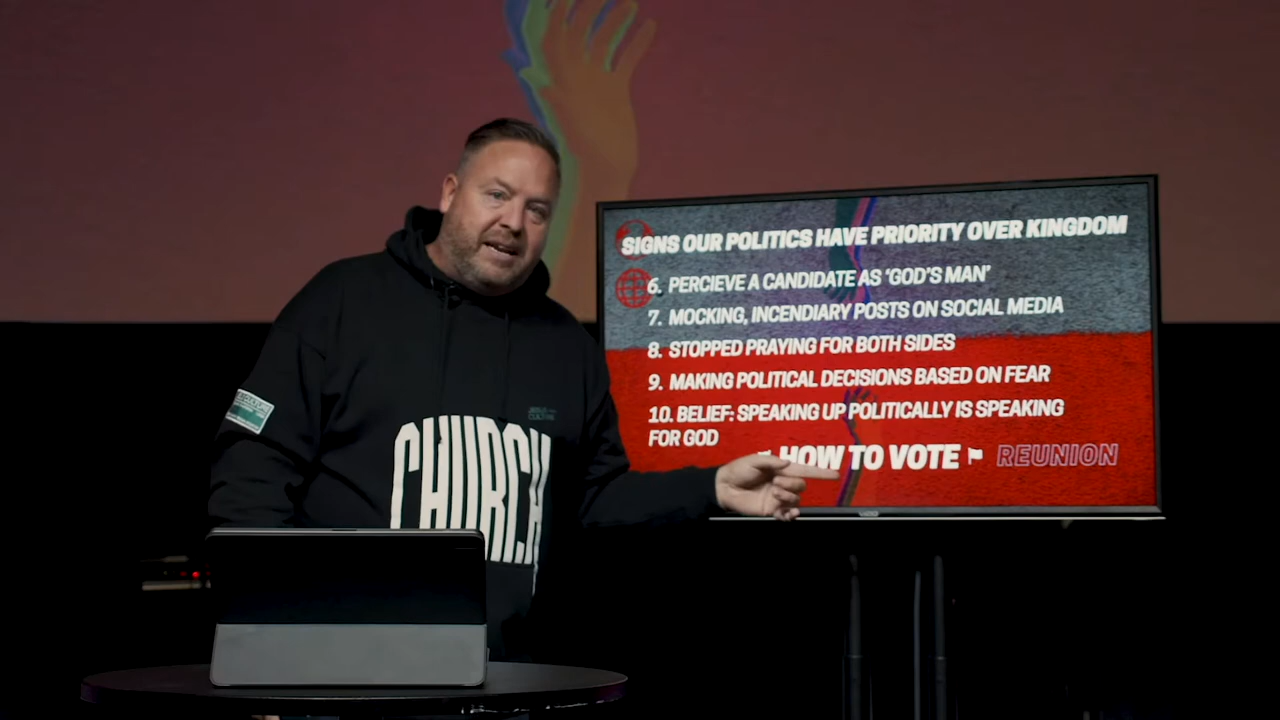 SIGNS OUR POLITICS HAVE PRIORITY OVER KINGDOM
6. PERCIEVE A CANDIDATE AS 'GOD'S MAN'
7. MOCKING, INCENDIARY POSTS ON SOCIAL MEDIA
8. STOPPED PRAYING FOR BOTH SIDES
9. MAKING POLITICAL DECISIONS BASED ON FEAR
10. BELIEF: SPEAKING UP POLITICALLY IS SPEAKING
FOR GOD
HOW TO VOTE
REUNION
VIZIO
CULTURE
CHURCH